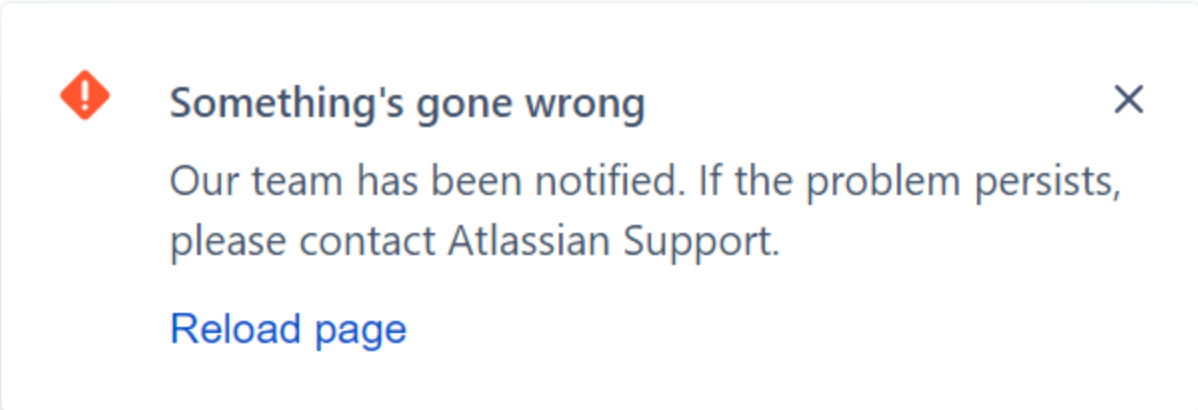 Something's gone wrong
Our team has been notified. If the problem persists,
please contact Atlassian Support.
Reload page